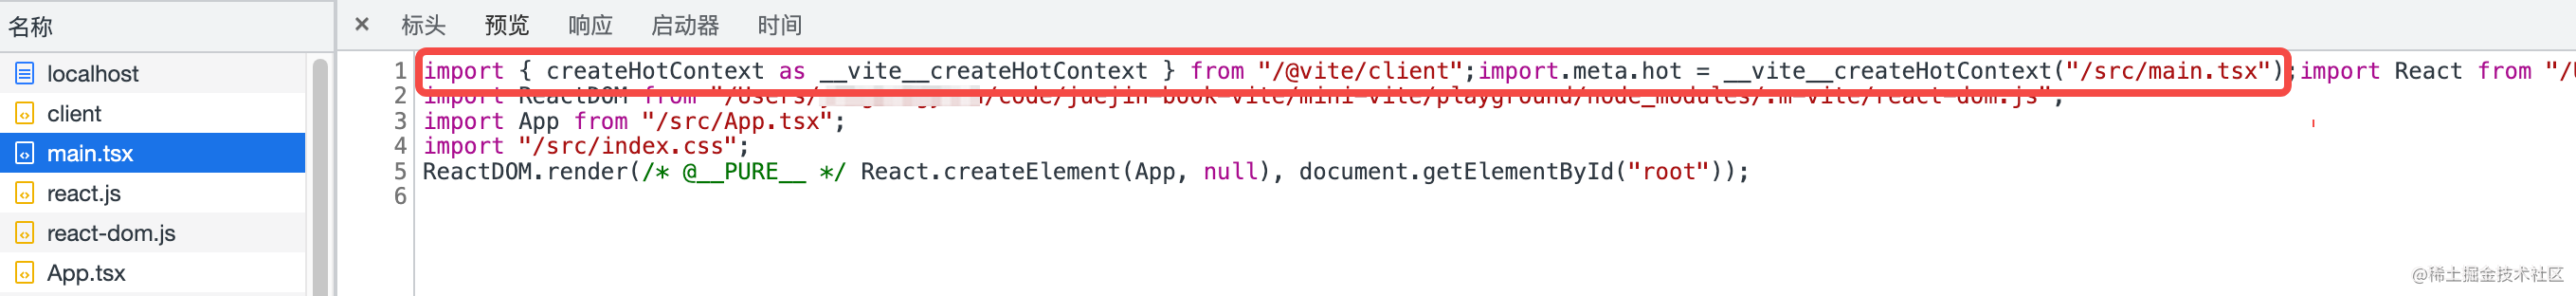 名称
× 标头 预览 响应 启动器 时间
localhost
client
main.tsx
react.js
react-dom.js
App.tsx
1 import { createHotContext as __vite__createHotContext } from "/@vite/client";import.meta.hot = __vite__createHotContext("/src/main.tsx");import React from "/U
2 import ReactDOM from "/Users/ /code/juejin-book-vite/mini-vite/playground/node_modules/.m-vite/react-dom.js";
3 import App from "/src/App.tsx";
4 import "/src/index.css";
5 ReactDOM.render(/* @__PURE__ */ React.createElement(App, null), document.getElementById("root"));
6
@稀土掘金技术社区